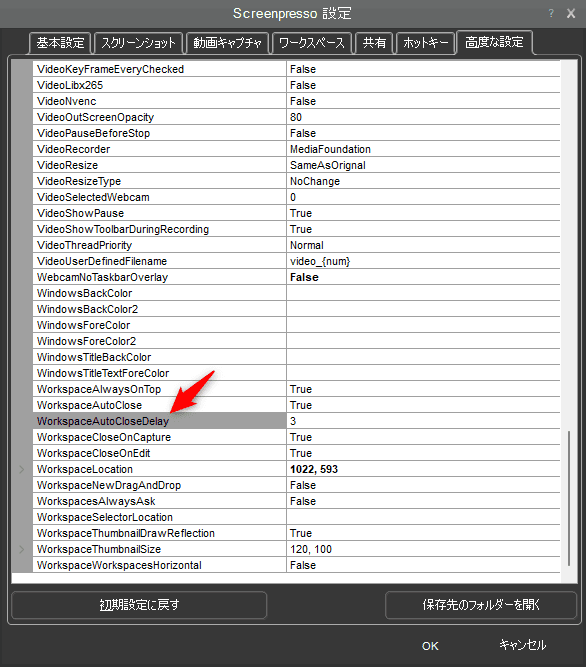 Screenpresso 設定
? X
基本設定 スクリーンショット 動画キャプチャ ワークスペース 共有 ホットキー 高度な設定
VideoKeyFrameEveryChecked False
VideoLibx265 False
VideoNvenc False
VideoOutScreenOpacity 80
VideoPauseBeforeStop False
VideoRecorder MediaFoundation
VideoResize SameAsOrignal
VideoResizeType NoChange
VideoSelectedWebcam 0
VideoShowPause True
VideoShowToolbarDuringRecording True
VideoThreadPriority Normal
VideoUserDefinedFilename video_{num}
WebcamNoTaskbarOverlay False
WindowsBackColor
WindowsBackColor2
WindowsForeColor
WindowsForeColor2
WindowsTitleBackColor
WindowsTitleTextForeColor
WorkspaceAlwaysOnTop True
WorkspaceAutoClose True
WorkspaceAutoCloseDelay 3
WorkspaceCloseOnCapture True
WorkspaceCloseOnEdit True
WorkspaceLocation 1022, 593
WorkspaceNewDragAndDrop False
WorkspacesAlwaysAsk False
WorkspaceSelectorLocation
WorkspaceThumbnailDrawReflection True
WorkspaceThumbnailSize 120, 100
WorkspaceWorkspacesHorizontal False
初期設定に戻す 保存先のフォルダーを開く
OK キャンセル